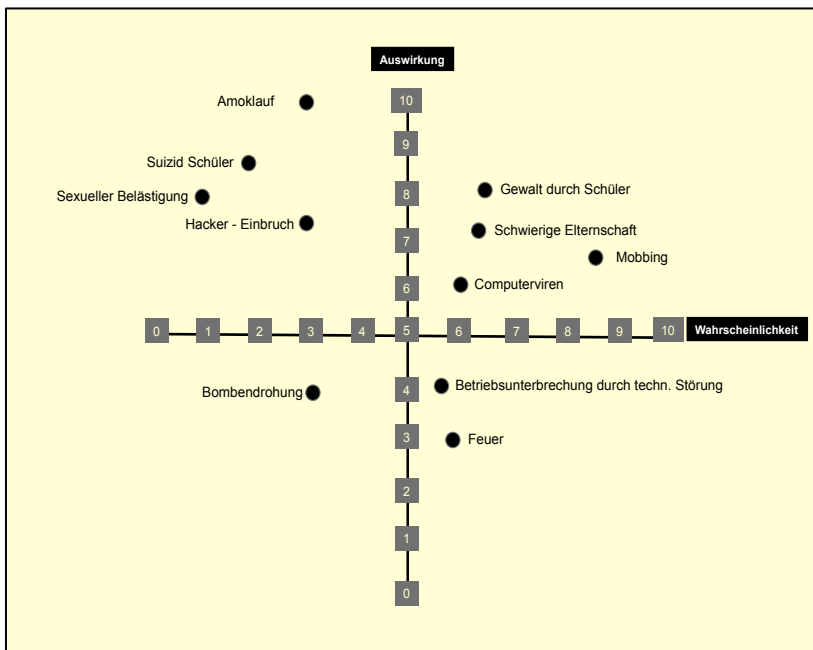 Auswirkung
Amoklauf
10
9
Suizid Schüler
Sexueller Belästigung
8
Gewalt durch Schüler
Hacker - Einbruch
Schwierige Elternschaft
7
Mobbing
6
Computerviren
0 1 2 3 4 5 6 7 8 9 10 Wahrscheinlichkeit
Bombendrohung
4
Betriebsunterbrechung durch techn. Störung
3
Feuer
2
1
0